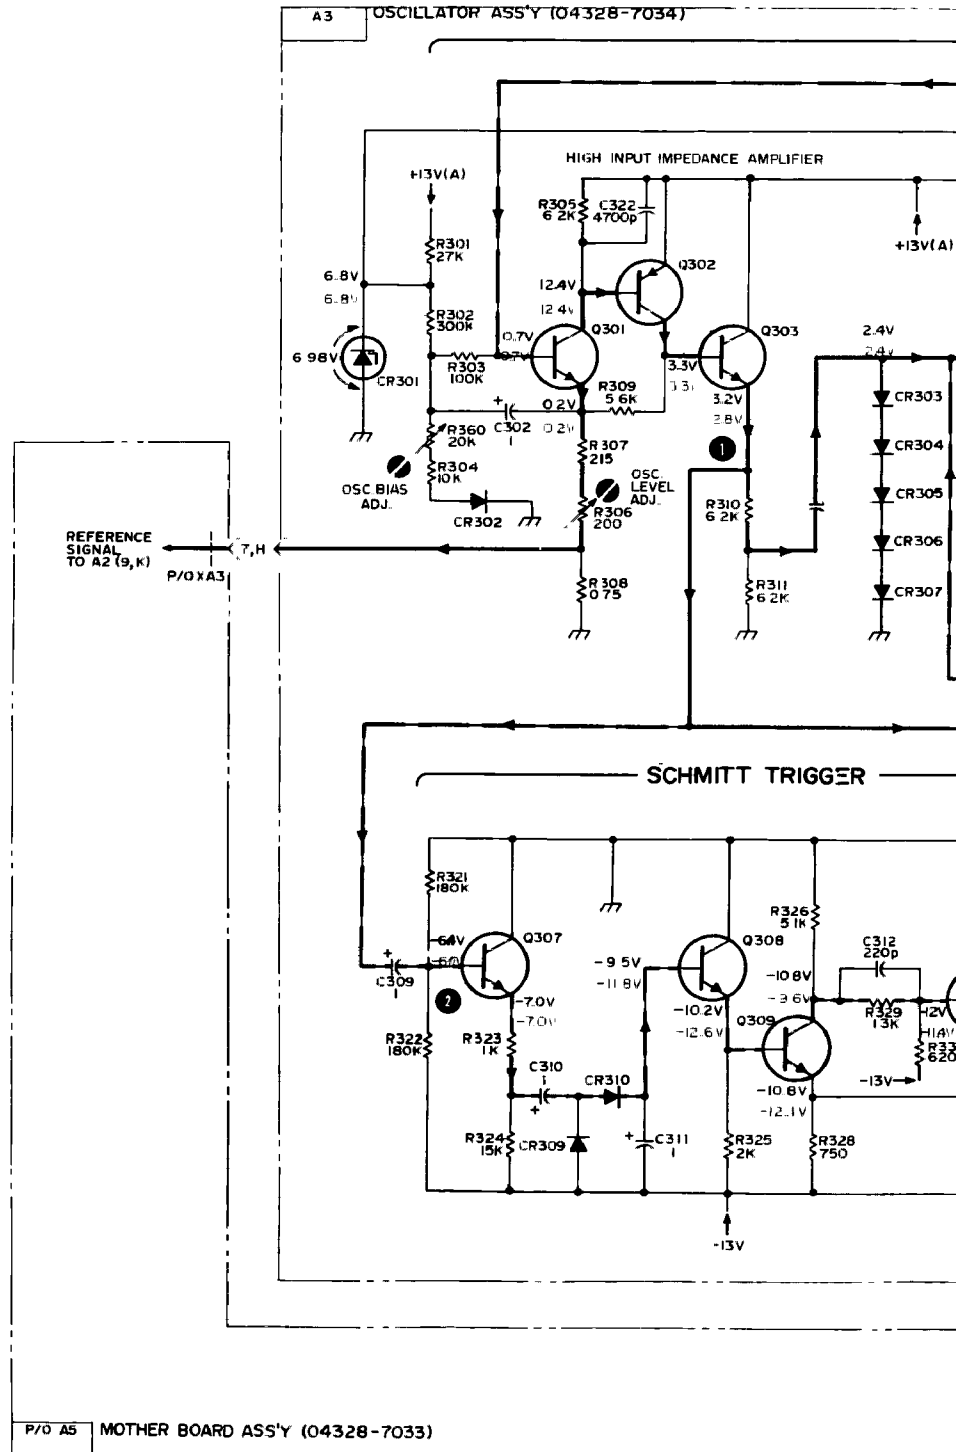 A3
OSCILLATOR ASS'Y (04328-7034)
HIGH INPUT IMPEDANCE AMPLIFIER
+13V(A)
R305
6.2K
C322
4700p
+13V(A)
R301
27K
6.8V
6.8V
Q302
12.4V
12.4V
R302
300K
Q301
Q303
0.7V
0.7V
2.4V
2.4V
6.98V
CR301
R303
100K
3.3V
3.3V
R309
5.6K
CR303
+
C302
1
0.2V
0.2V
3.2V
2.8V
R360
20K
R307
215
1
CR304
R304
10K
OSC. BIAS
ADJ.
OSC.
LEVEL
ADJ.
CR305
CR302
R306
200
R310
6.2K
REFERENCE
SIGNAL
TO A2 (9,K)
7,H
CR306
P/O XA3
R308
0.75
R311
6.2K
CR307
SCHMITT TRIGGER
R321
180K
R326
5.1K
Q307
Q308
C312
220p
+
C309
1
-9.5V
-11.8V
-10.8V
-9.6V
2
-7.0V
-7.0V
-10.2V
-12.6V
Q309
R329
13K
R322
180K
R323
1K
C310
1
+
CR310
-13V
-10.8V
-12.1V
R324
15K
CR309
+
C311
1
R325
2K
R328
750
-13V
P/O A5
MOTHER BOARD ASS'Y (04328-7033)